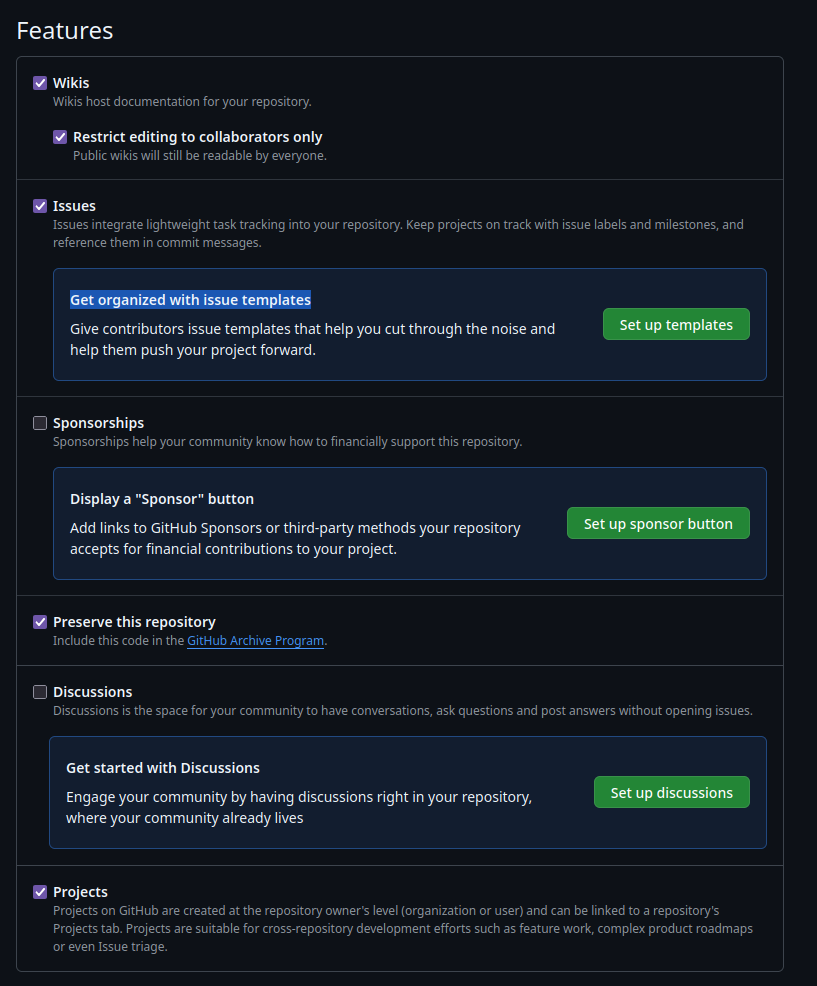 Features
Wikis
Wikis host documentation for your repository.
Restrict editing to collaborators only
Public wikis will still be readable by everyone.
Issues
Issues integrate lightweight task tracking into your repository. Keep projects on track with issue labels and milestones, and
reference them in commit messages.
Get organized with issue templates
Give contributors issue templates that help you cut through the noise and
help them push your project forward.
Set up templates
Sponsorships
Sponsorships help your community know how to financially support this repository.
Display a "Sponsor" button
Add links to GitHub Sponsors or third-party methods your repository
accepts for financial contributions to your project.
Set up sponsor button
Preserve this repository
Include this code in the GitHub Archive Program.
Discussions
Discussions is the space for your community to have conversations, ask questions and post answers without opening issues.
Get started with Discussions
Engage your community by having discussions right in your repository,
where your community already lives
Set up discussions
Projects
Projects on GitHub are created at the repository owner's level (organization or user) and can be linked to a repository's
Projects tab. Projects are suitable for cross-repository development efforts such as feature work, complex product roadmaps
or even Issue triage.